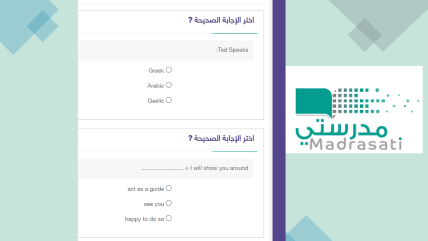 اختر الإجابة الصحيحة ?
Ted Speaks:
Greek
Arabic
Gaelic
اختر الإجابة الصحيحة ?
I will show you around = ........................
act as a guide
see you
happy to do so
مدرستي
Madrasati